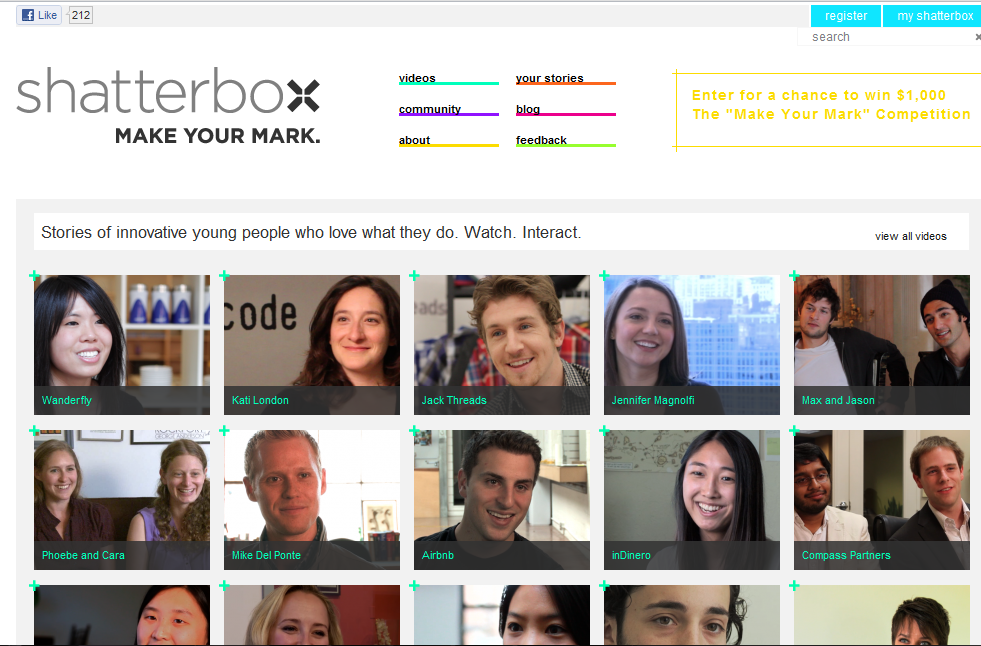 Like
212
register
my shatterbox
search
shatterbox
MAKE YOUR MARK.
videos
your stories
community
blog
about
feedback
Enter for a chance to win $1,000
The "Make Your Mark" Competition
Stories of innovative young people who love what they do. Watch. Interact.
view all videos
code
eads
Wanderfly
Kati London
Jack Threads
Jennifer Magnolfi
Max and Jason
Phoebe and Cara
Mike Del Ponte
Airbnb
inDinero
Compass Partners